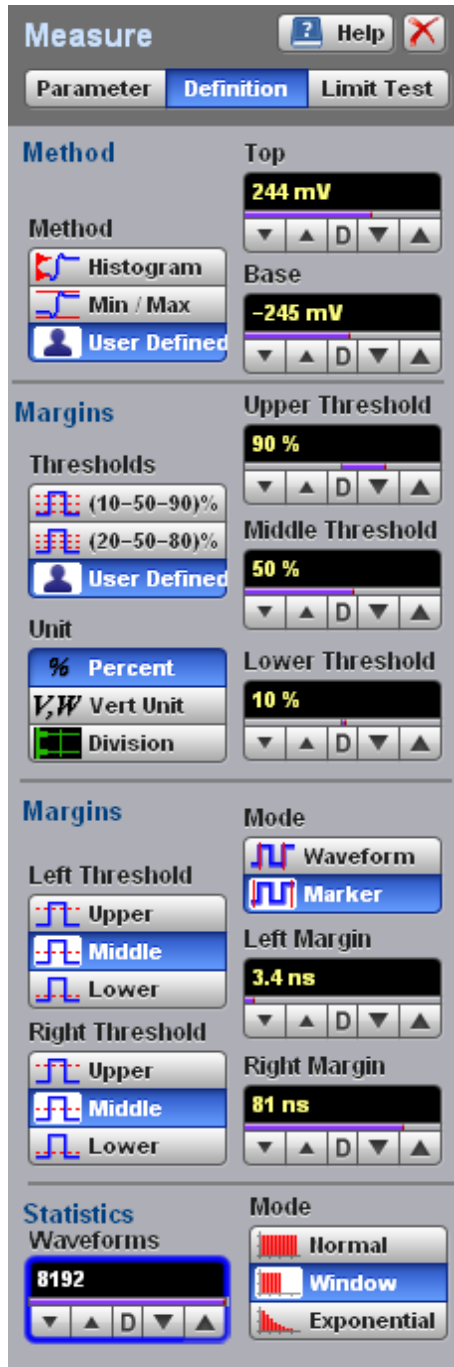 Measure
? Help
Parameter Definition Limit Test
Method
Top
244 mV
D
Method
Histogram
Min / Max
User Defined
Base
-245 mV
D
Margins
Upper Threshold
90 %
D
Thresholds
(10-50-90)%
(20-50-80)%
User Defined
Middle Threshold
50 %
D
Unit
% Percent
V,W Vert Unit
Division
Lower Threshold
10 %
D
Margins
Mode
Waveform
Marker
Left Threshold
Upper
Middle
Lower
Left Margin
3.4 ns
D
Right Threshold
Upper
Middle
Lower
Right Margin
81 ns
D
Statistics
Waveforms
8192
D
Mode
Normal
Window
Exponential